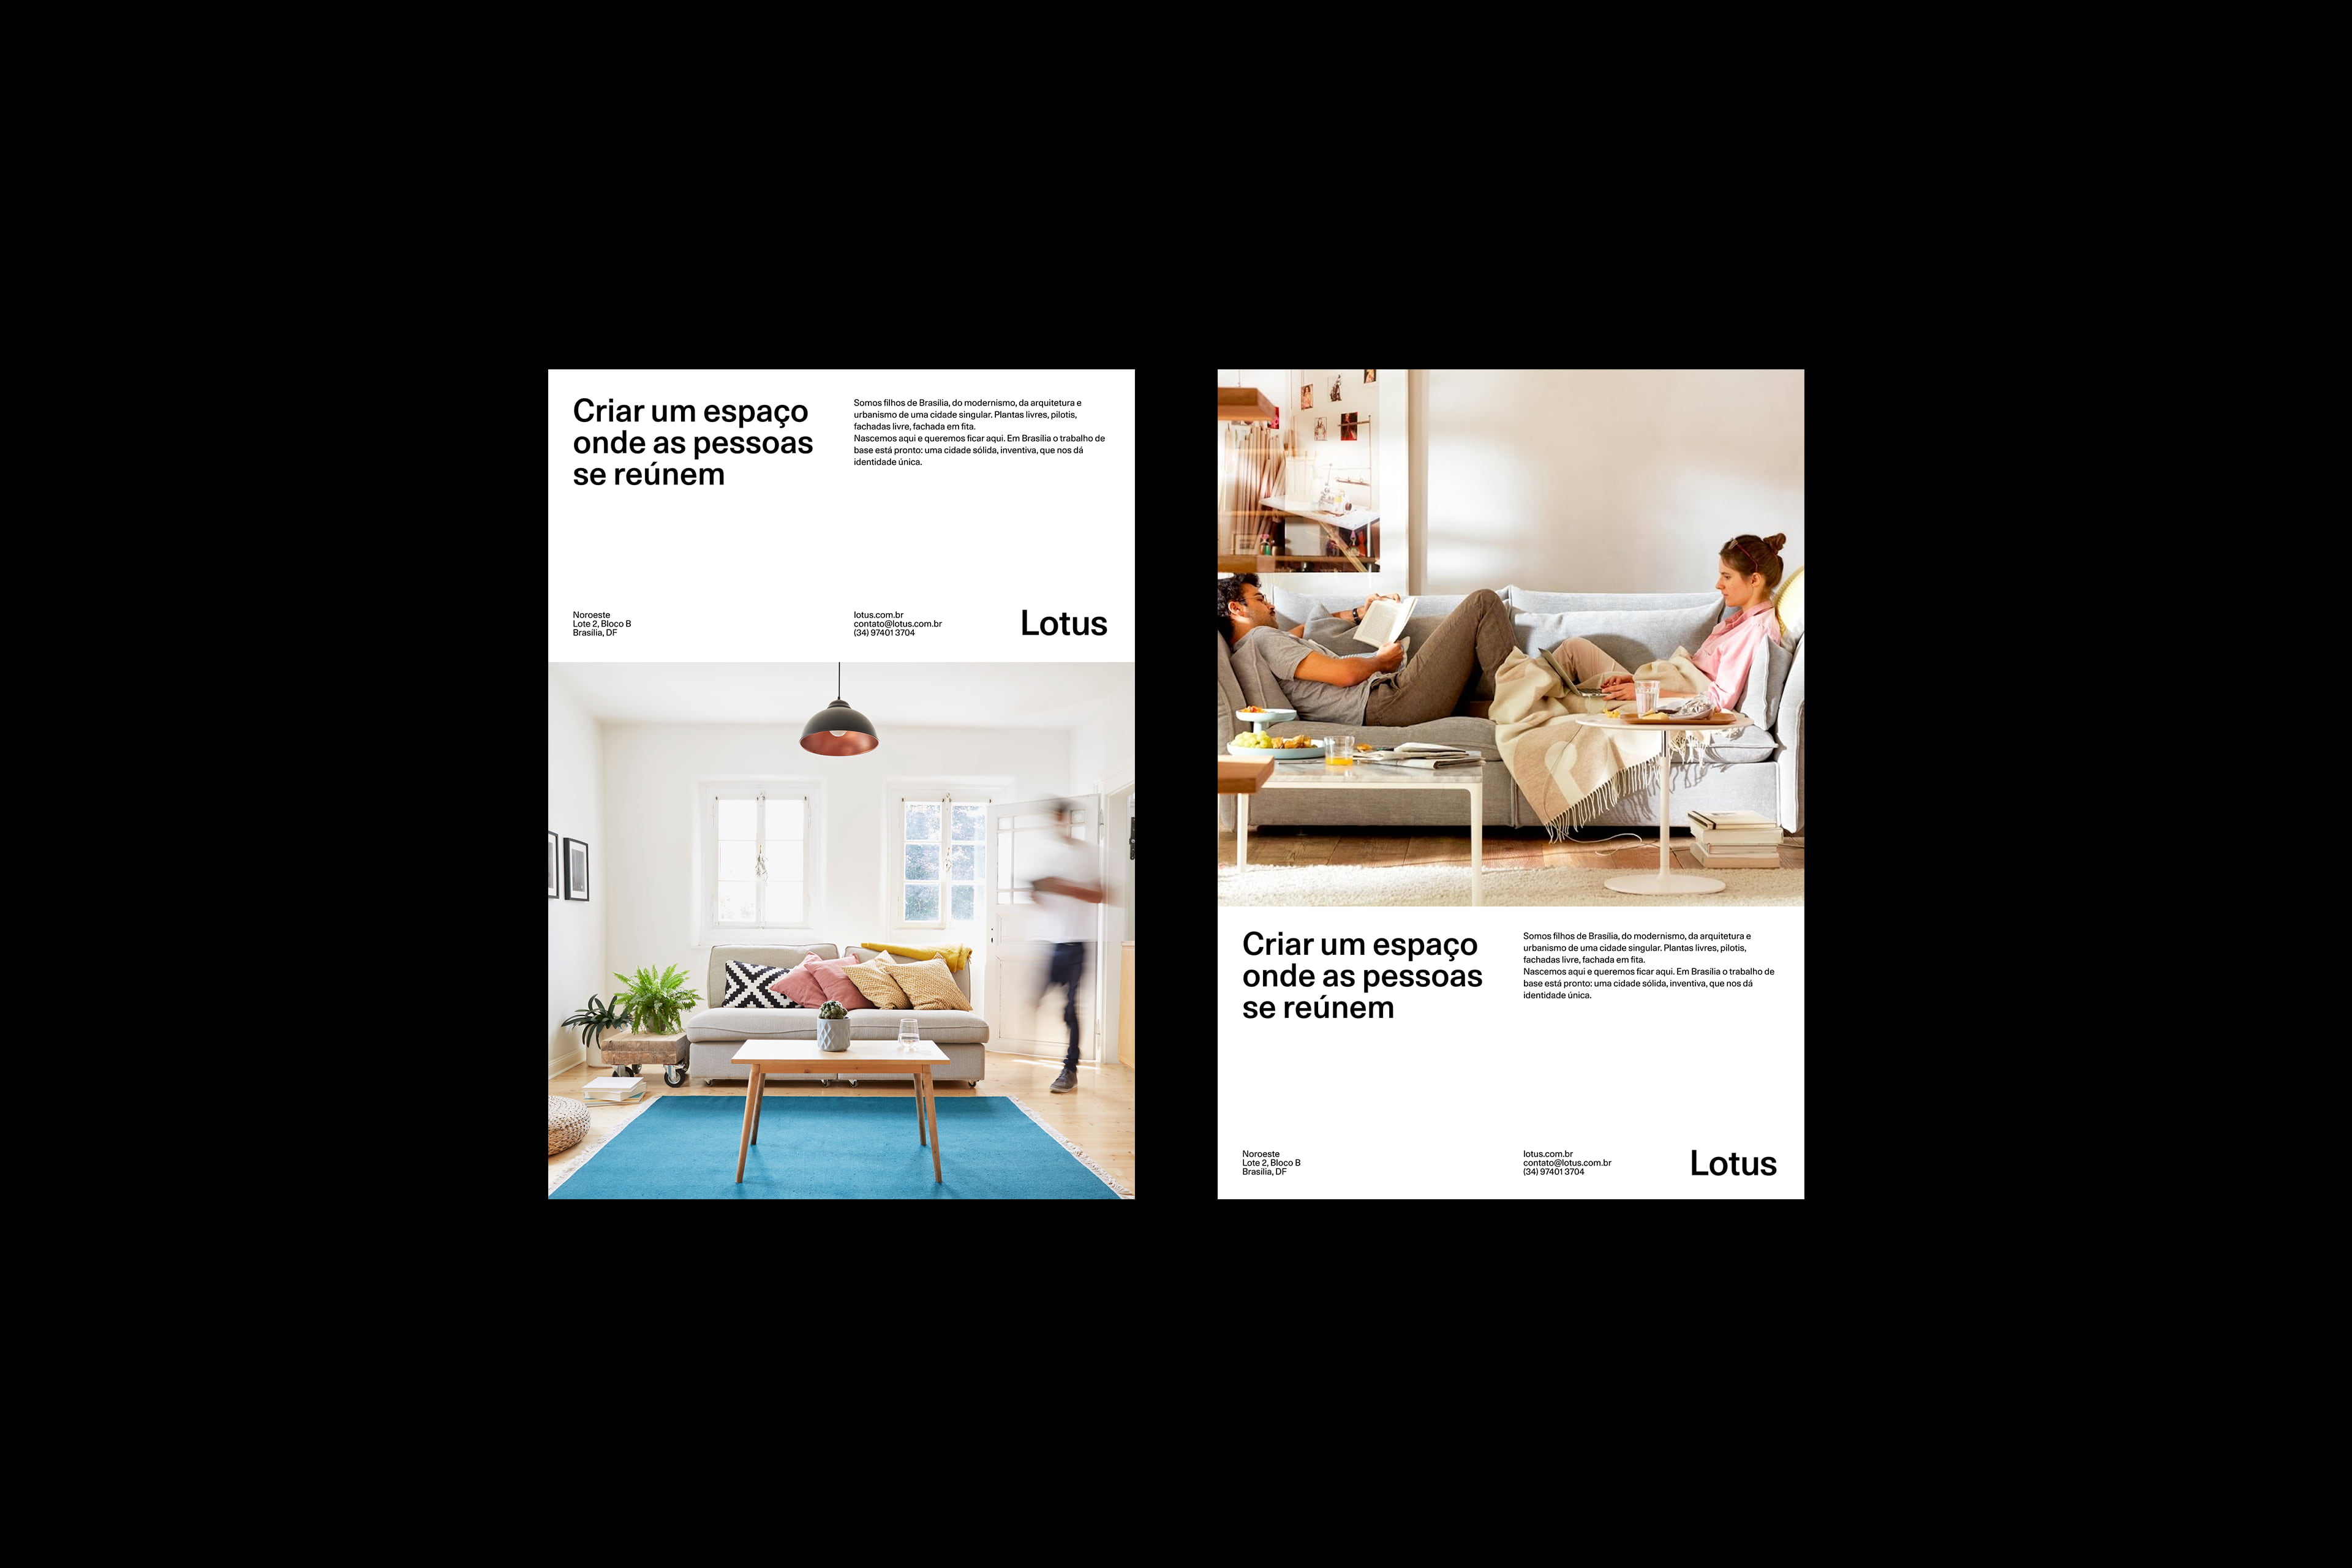 Criar um espaço
onde as pessoas
se reúnem
Somos filhos de Brasília, do modernismo, da arquitetura e
urbanismo de uma cidade singular. Plantas livres, pilotis,
fachadas livre, fachada em fita.
Nascemos aqui e queremos ficar aqui. Em Brasília o trabalho de
base está pronto: uma cidade sólida, inventiva, que nos dá
identidade única.
Noroeste
Lote 2, Bloco B
Brasília, DF
lotus.com.br
contato@lotus.com.br
(34) 97401 3704
Lotus
Criar um espaço
onde as pessoas
se reúnem
Somos filhos de Brasília, do modernismo, da arquitetura e
urbanismo de uma cidade singular. Plantas livres, pilotis,
fachadas livre, fachada em fita.
Nascemos aqui e queremos ficar aqui. Em Brasília o trabalho de
base está pronto: uma cidade sólida, inventiva, que nos dá
identidade única.
Noroeste
Lote 2, Bloco B
Brasília, DF
lotus.com.br
contato@lotus.com.br
(34) 97401 3704
Lotus